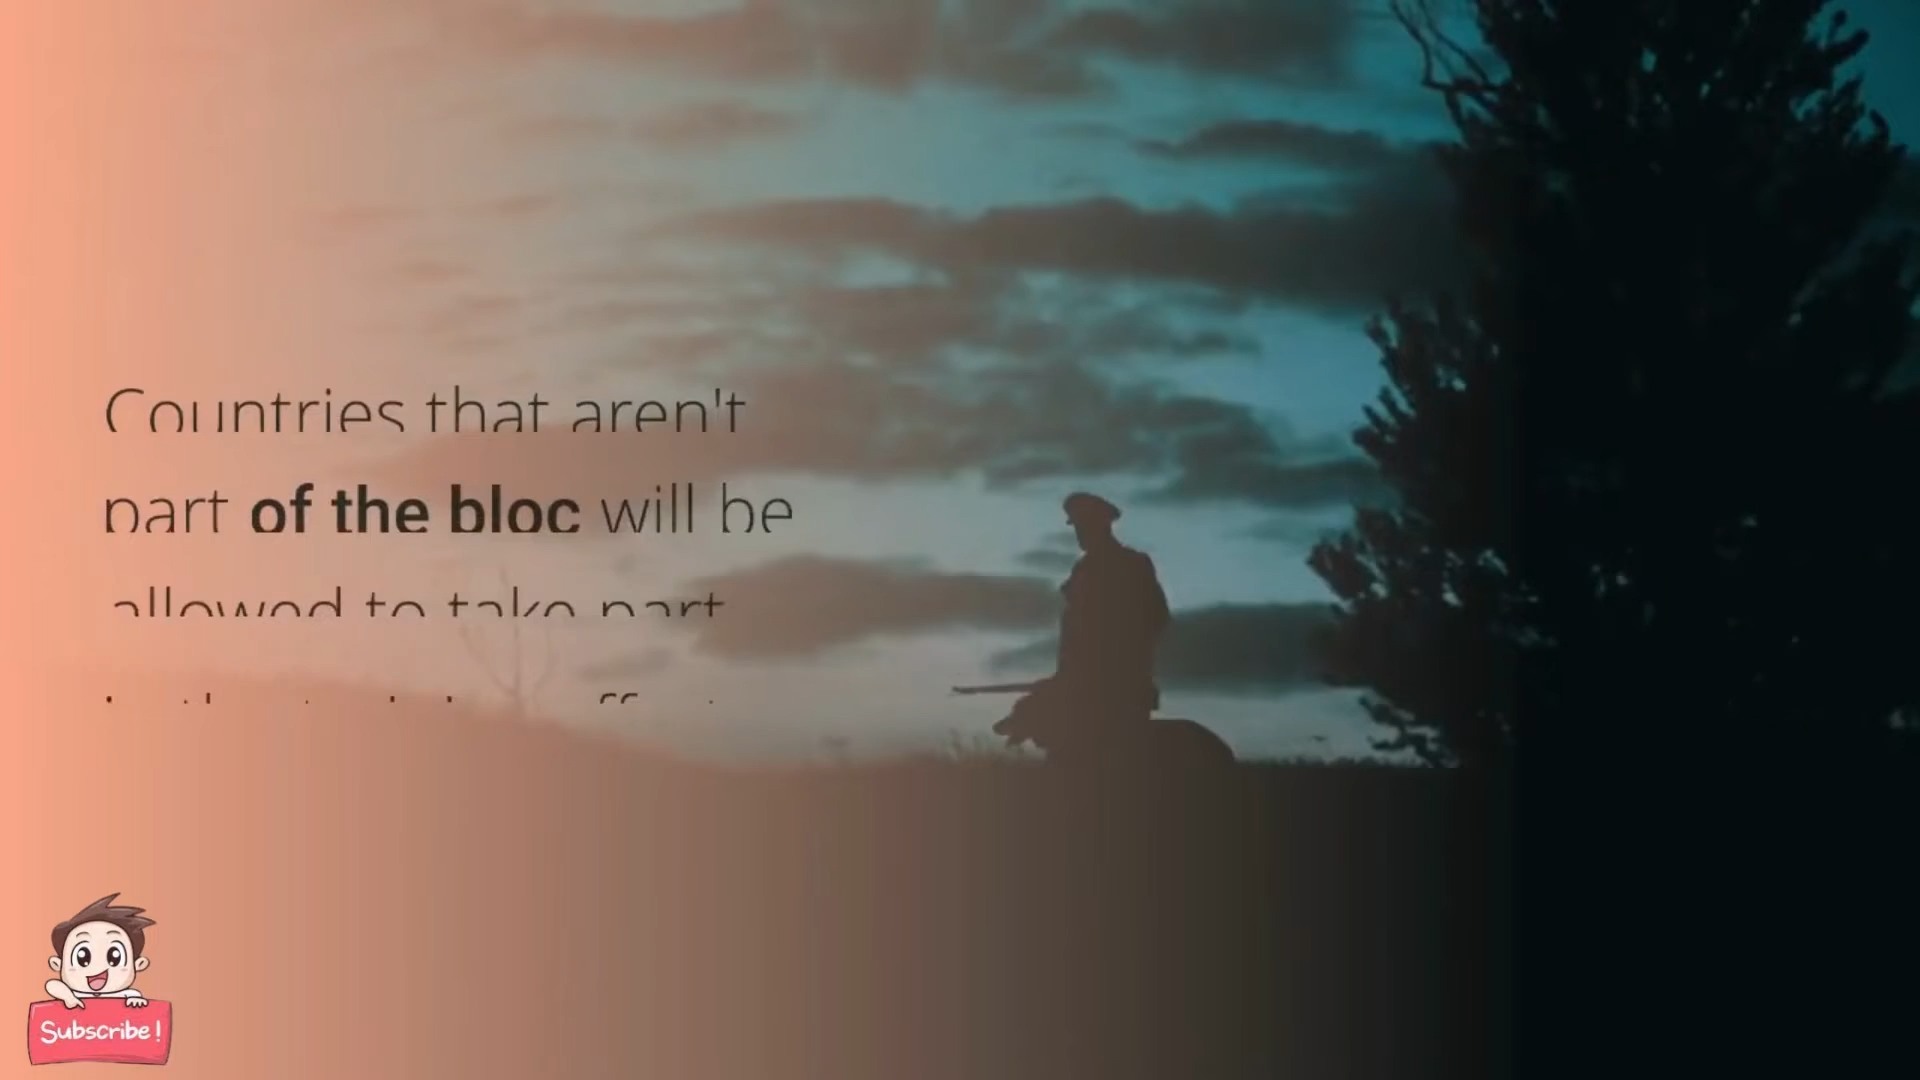 Countries that aren't
part of the bloc will be
allowed to take part
Subscribe!